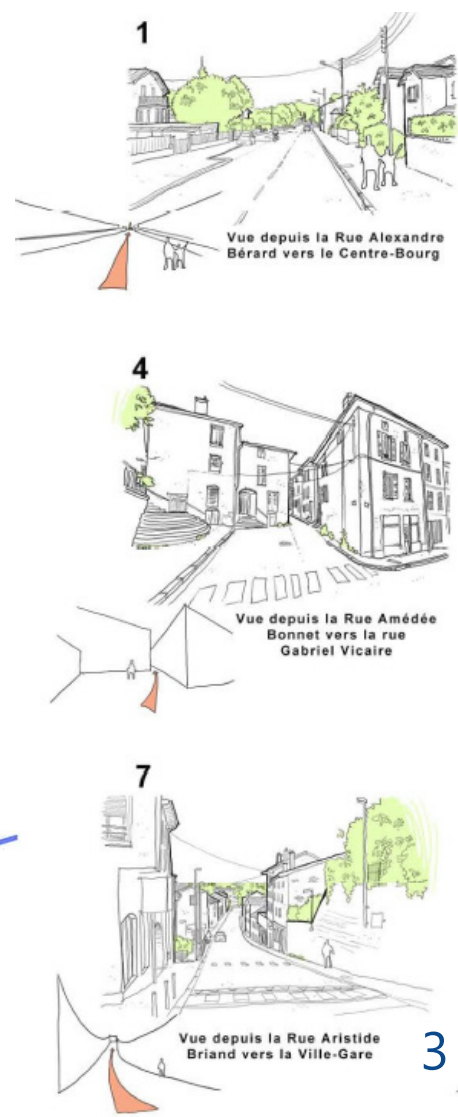 1
Vue depuis la Rue Alexandre
Bérard vers le Centre-Bourg
4
Vue depuis la Rue Amédée
Bonnet vers la rue
Gabriel Vicaire
7
Vue depuis la Rue Aristide
Briand vers la Ville-Gare
3